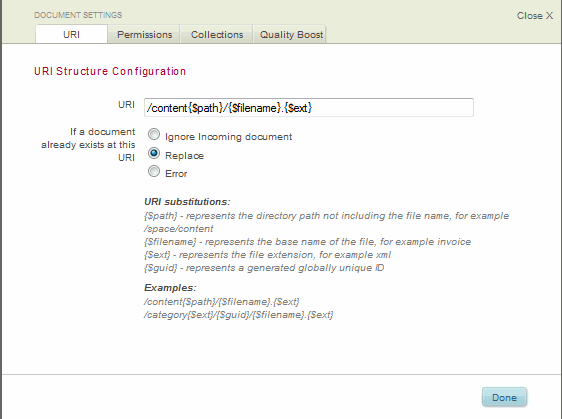 DOCUMENT SETTINGS
Close X
URI Permissions Collections Quality Boost
URI Structure Configuration
URI /content{$path}/{$filename}.{$ext}
If a document
already exists at this
URI
Ignore Incoming document
Replace
Error
URI substitutions:
{$path} - represents the directory path not including the file name, for example
/space/content
{$filename} - represents the base name of the file, for example invoice
{$ext} - represents the file extension, for example xml
{$guid} - represents a generated globally unique ID
Examples:
/content{$path}/{$filename}.{$ext}
/category{$ext}/{$guid}/{$filename}.{$ext}
Done